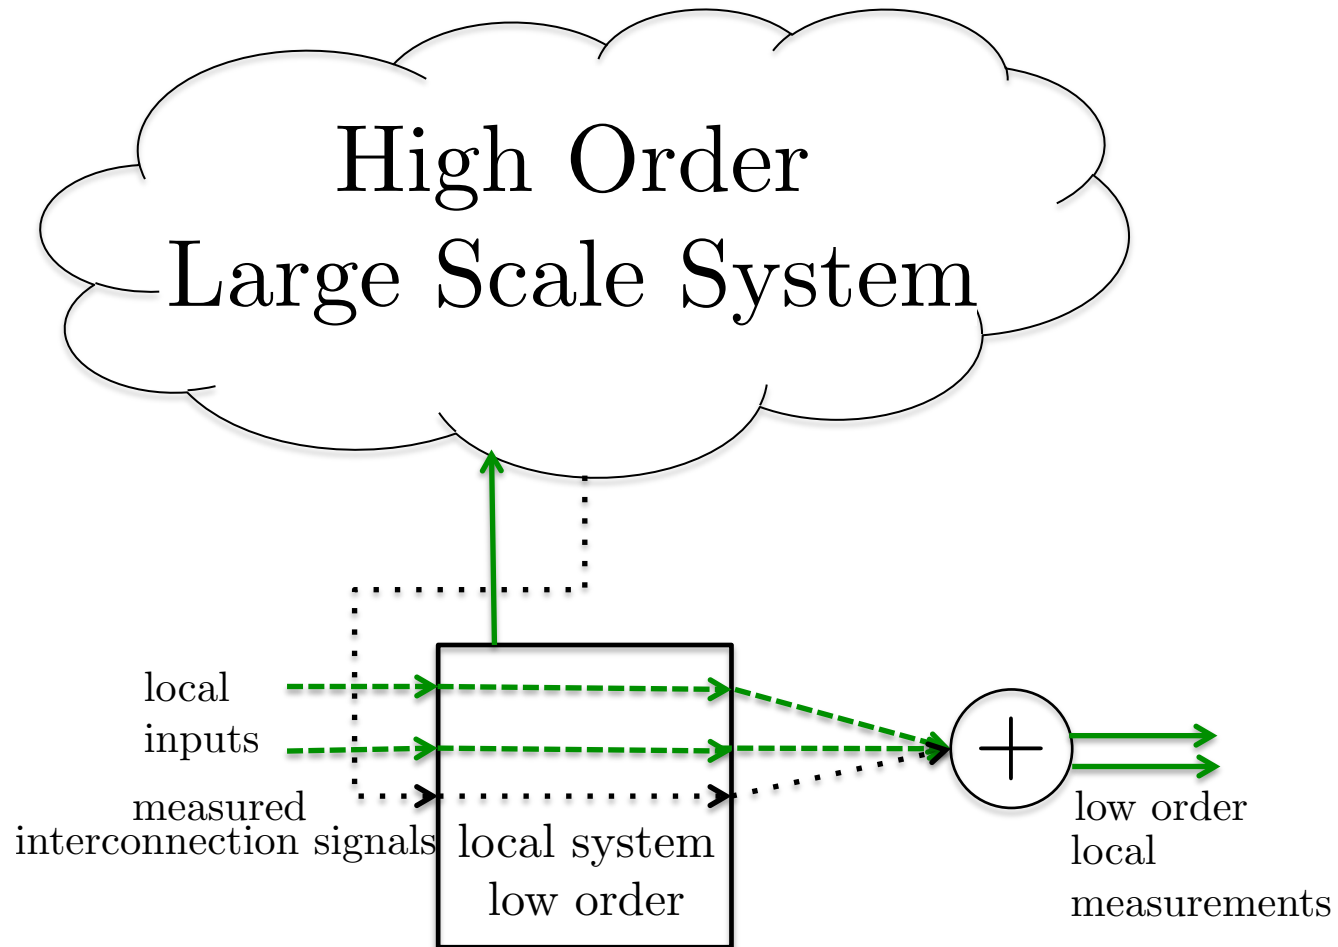 High Order
Large Scale System
local
inputs
measured
interconnection signals
local system
low order
+
low order
local
measurements